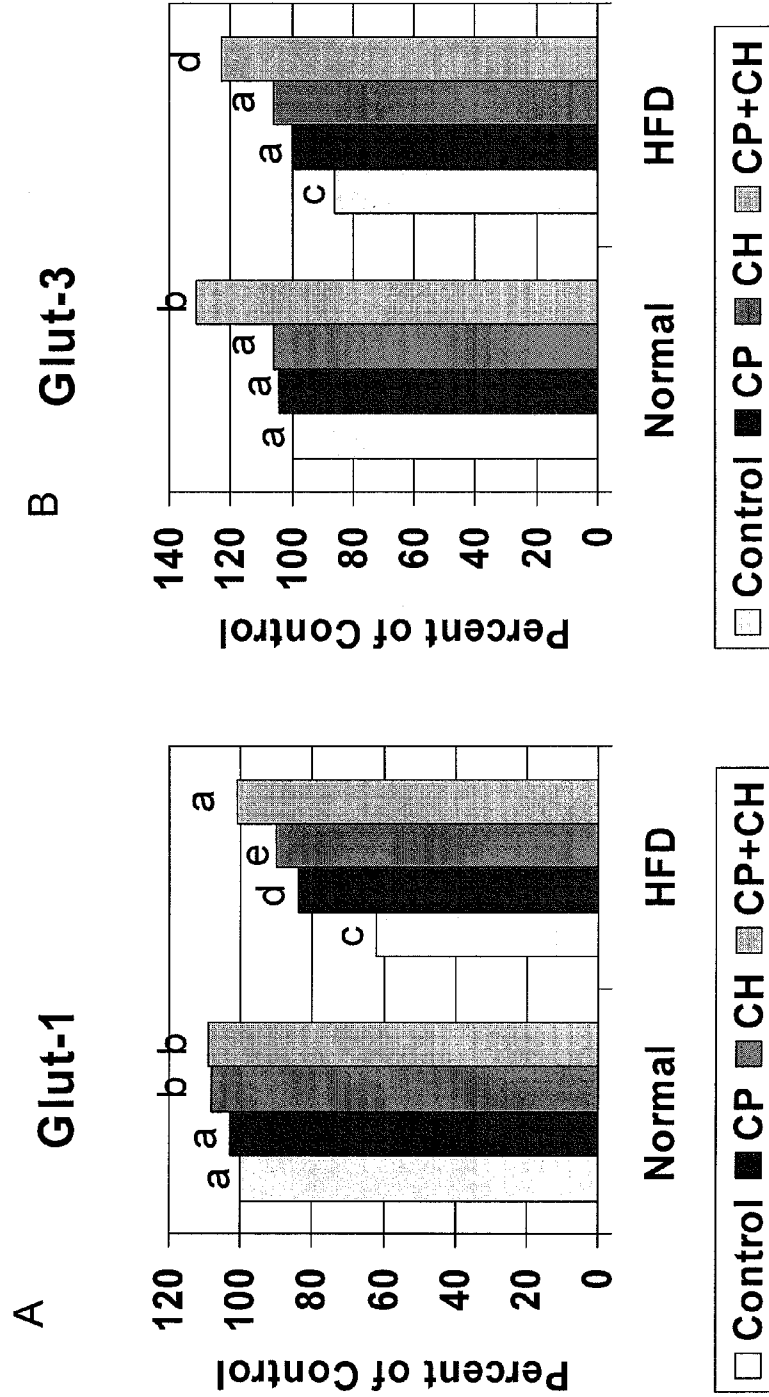 A
Glut-1
Percent of Control
120
100
80
60
40
20
0
a
a
b
b
c
d
e
a
Normal
HFD
Control CP CH CP+CH
B
Glut-3
Percent of Control
140
120
100
80
60
40
20
0
a
a
a
b
c
a
a
d
Normal
HFD
Control CP CH CP+CH